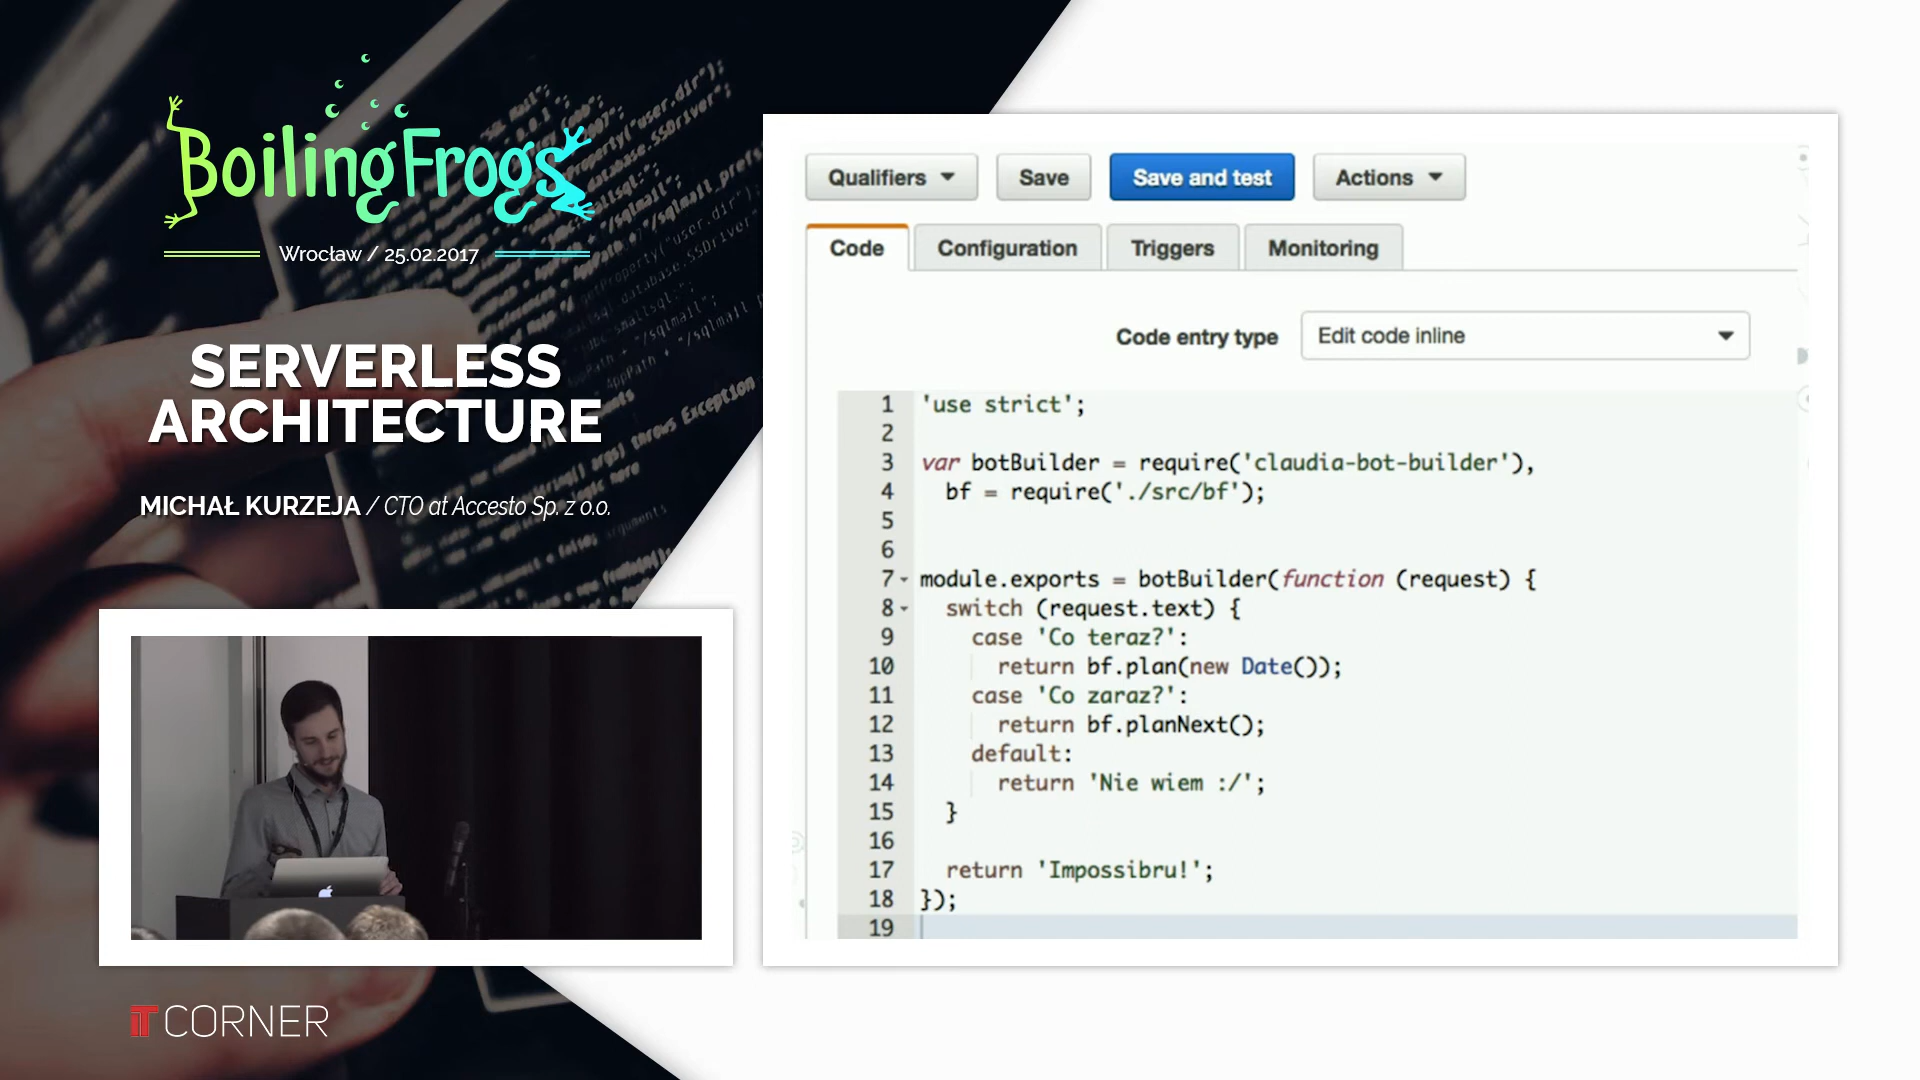 BoilingFrogs
Wrocław / 25.02.2017
SERVERLESS
ARCHITECTURE
MICHAŁ KURZEJA / CTO at Accesto Sp. z o.o.
IT CORNER
Qualifiers
Save
Save and test
Actions
Code
Configuration
Triggers
Monitoring
Code entry type
Edit code inline
1 'use strict';
2
3 var botBuilder = require('claudia-bot-builder'),
4 bf = require('./src/bf');
5
6
7 module.exports = botBuilder(function (request) {
8 switch (request.text) {
9 case 'Co teraz?':
10 return bf.plan(new Date());
11 case 'Co zaraz?':
12 return bf.planNext();
13 default:
14 return 'Nie wiem :/';
15 }
16
17 return 'Impossibru!';
18 });
19